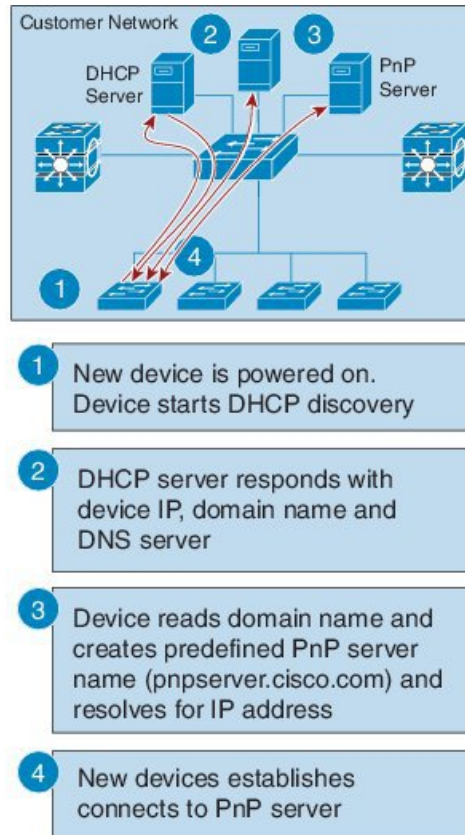 Customer Network
2
3
DHCP
Server
PnP
Server
4
1
1
New device is powered on.
Device starts DHCP discovery
2
DHCP server responds with
device IP, domain name and
DNS server
3
Device reads domain name and
creates predefined PnP server
name (pnpserver.cisco.com) and
resolves for IP address
4
New devices establishes
connects to PnP server